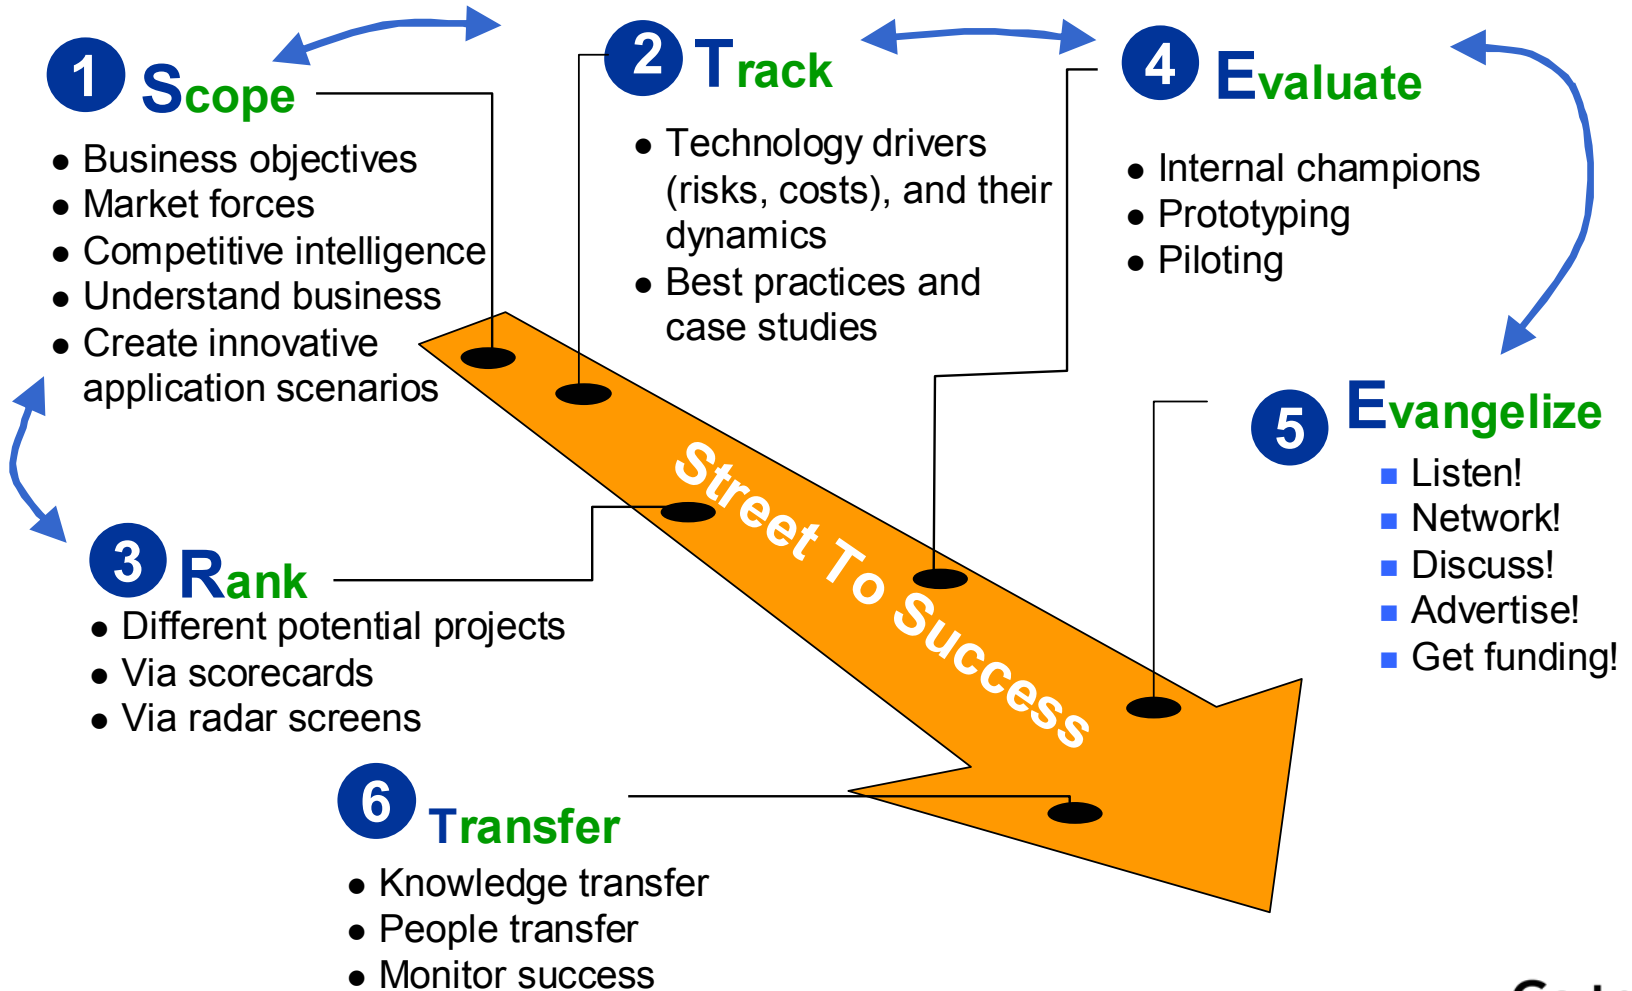 1 Scope
● Business objectives
● Market forces
● Competitive intelligence
● Understand business
● Create innovative
application scenarios
2 Track
● Technology drivers
(risks, costs), and their
dynamics
● Best practices and
case studies
4 Evaluate
● Internal champions
● Prototyping
● Piloting
5 Evangelize
■ Listen!
■ Network!
■ Discuss!
■ Advertise!
■ Get funding!
Street To Success
3 Rank
● Different potential projects
● Via scorecards
● Via radar screens
6 Transfer
● Knowledge transfer
● People transfer
● Monitor success